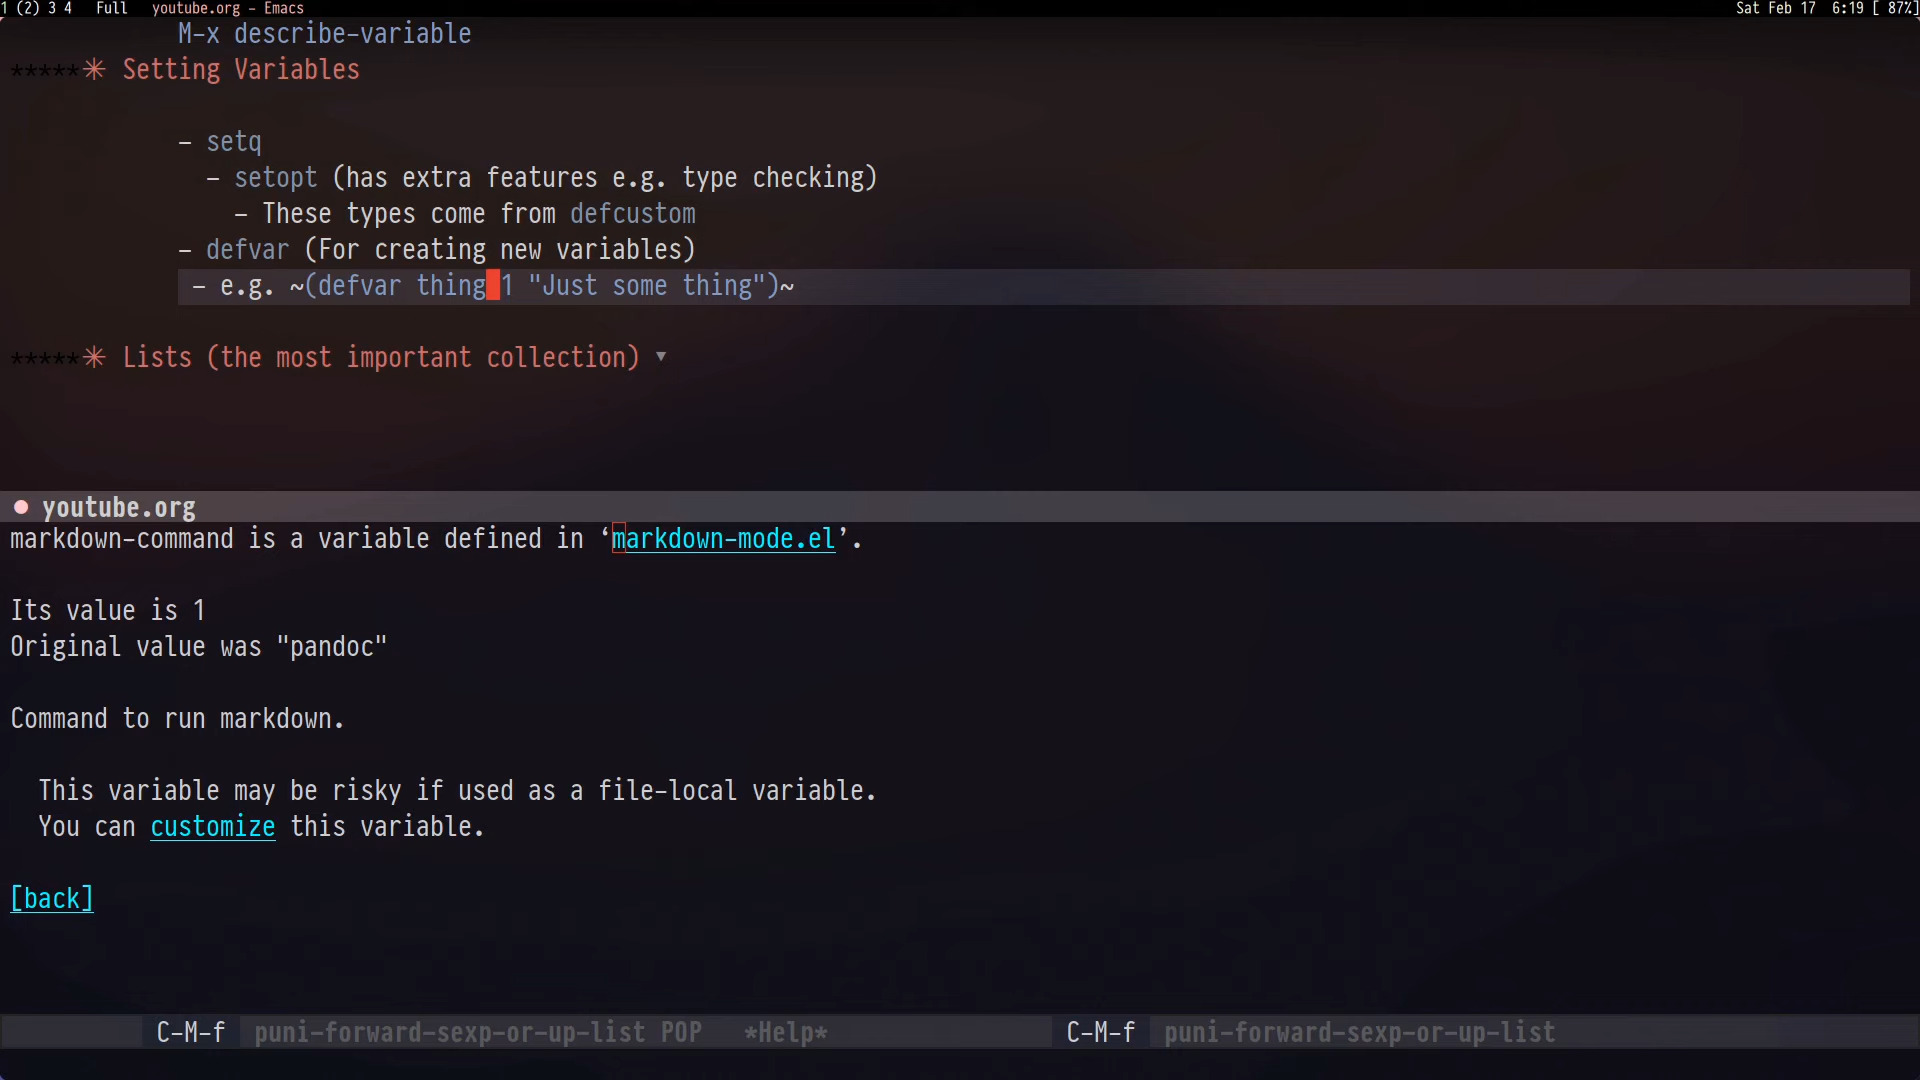 1 (2) 3 4 Full youtube.org – Emacs Sat Feb 17 6:19 [ 87%]
M-x describe-variable
*****✳ Setting Variables
– setq
– setopt (has extra features e.g. type checking)
– These types come from defcustom
– defvar (For creating new variables)
– e.g. ~(defvar thing 1 "Just some thing")~
*****✳ Lists (the most important collection) ▾
● youtube.org
markdown-command is a variable defined in ‘markdown-mode.el’.
Its value is 1
Original value was "pandoc"
Command to run markdown.
This variable may be risky if used as a file-local variable.
You can customize this variable.
[back]
C-M-f puni-forward-sexp-or-up-list POP *Help* C-M-f puni-forward-sexp-or-up-list